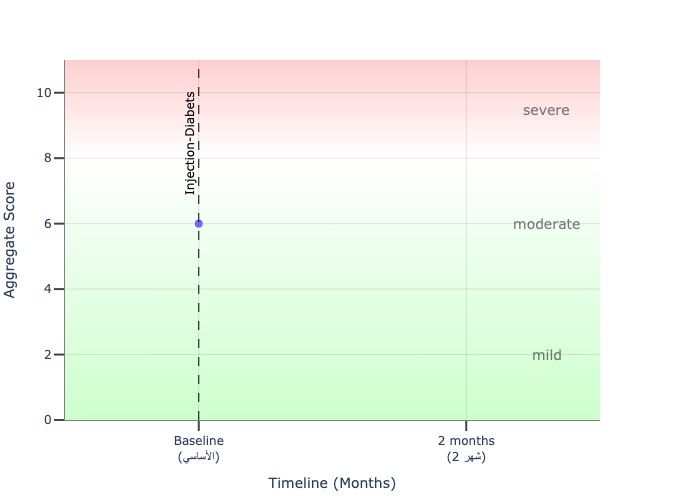 10
severe
Injection-Diabets
8
6
moderate
Aggregate Score
4
2
mild
0
Baseline
(الأساسي)
2 months
(2 شهر)
Timeline (Months)